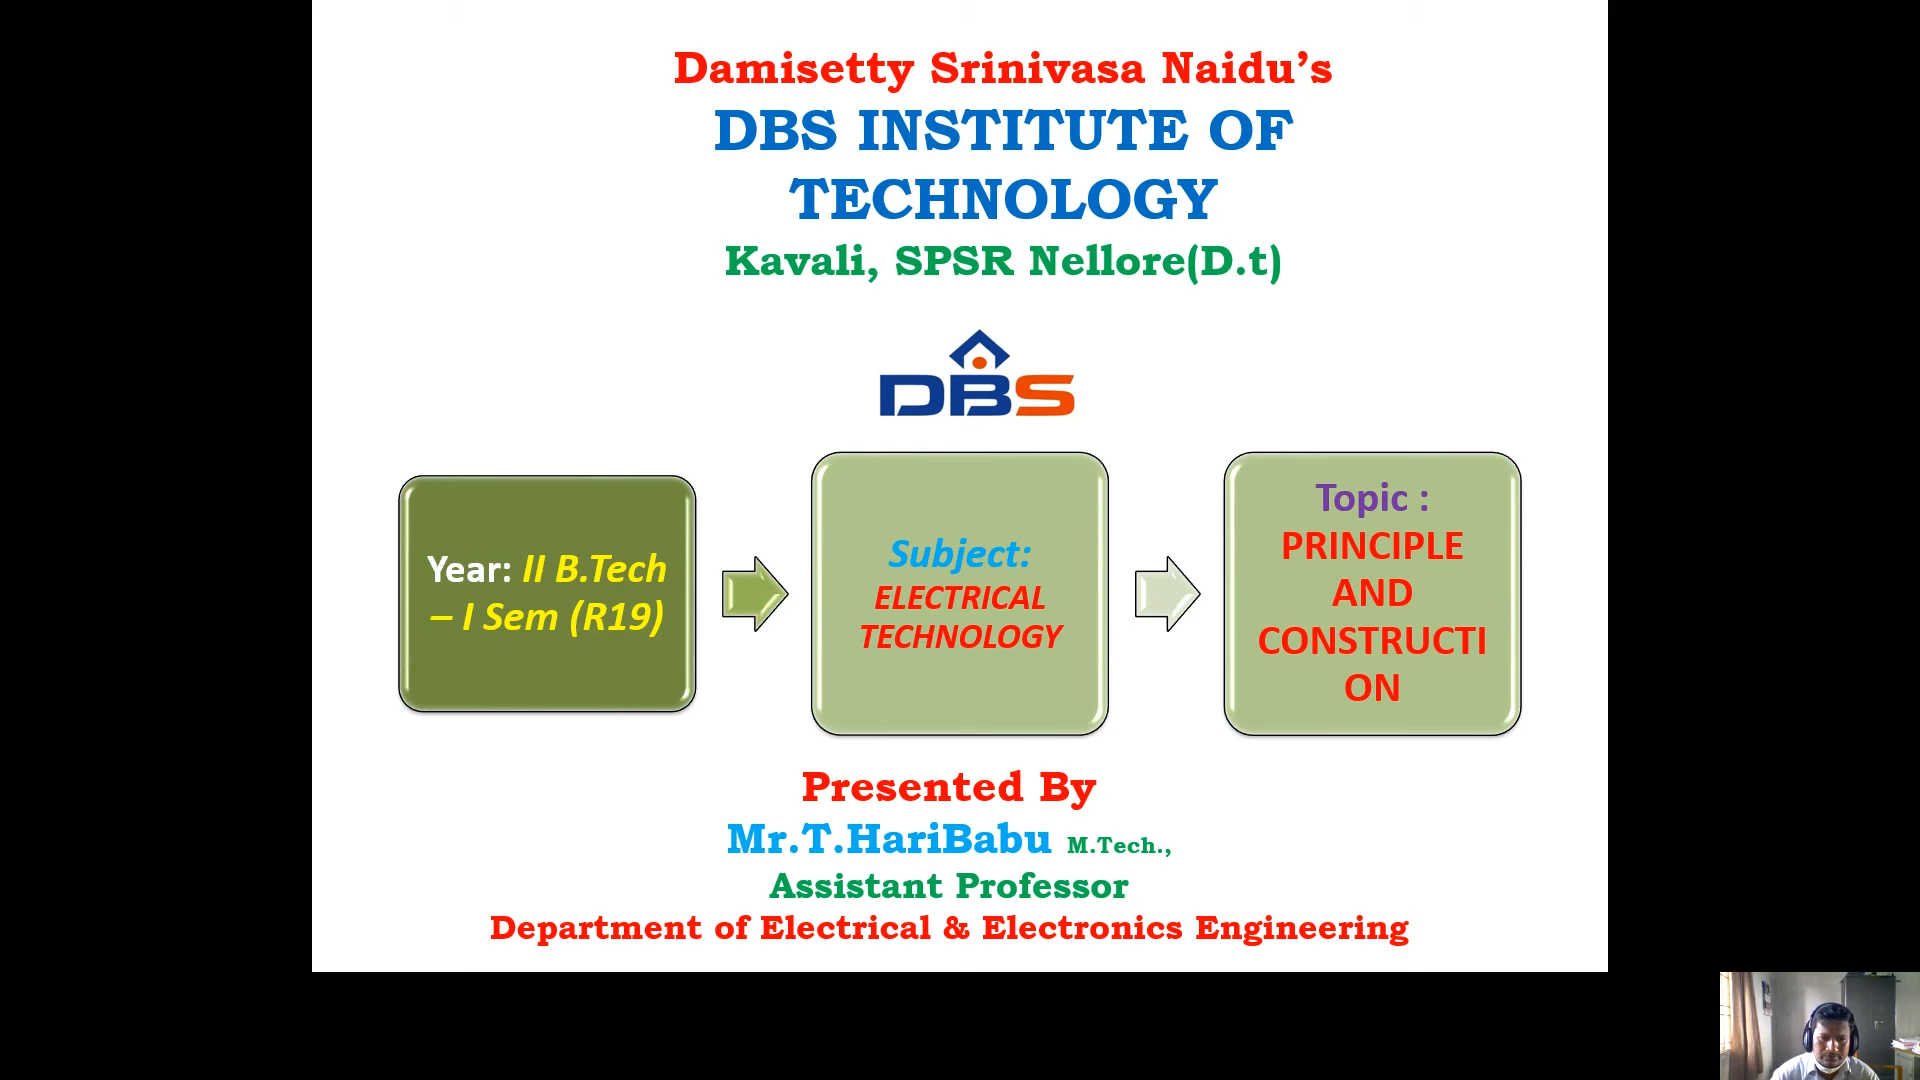 Damisetty Srinivasa Naidu’s
DBS INSTITUTE OF
TECHNOLOGY
Kavali, SPSR Nellore(D.t)
DBS
Year: II B.Tech
– I Sem (R19)
Subject:
ELECTRICAL
TECHNOLOGY
Topic :
PRINCIPLE
AND
CONSTRUCTI
ON
Presented By
Mr.T.HariBabu M.Tech.,
Assistant Professor
Department of Electrical & Electronics Engineering